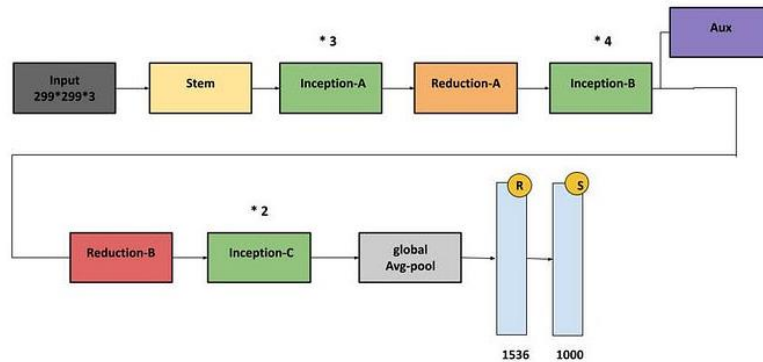 * 3
* 4
Aux
Input
299*299*3
Stem
Inception-A
Reduction-A
Inception-B
* 2
R
S
Reduction-B
Inception-C
global
Avg-pool
1536
1000